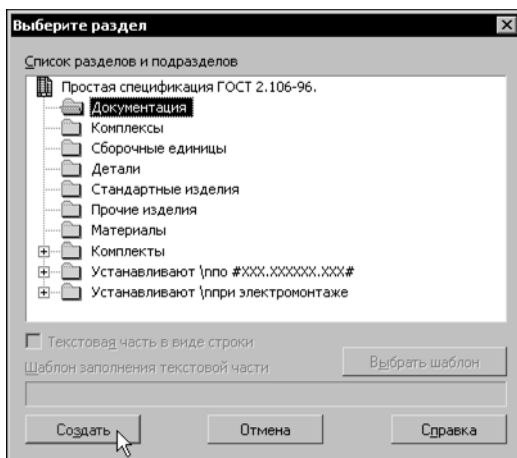 Выберите раздел
Список разделов и подразделов
Простая спецификация ГОСТ 2.106-96.
Документация
Комплексы
Сборочные единицы
Детали
Стандартные изделия
Прочие изделия
Материалы
Комплекты
Устанавливают \nпо #XXX.XXXXXX.XXX#
Устанавливают \nпри электромонтаже
Текстовая часть в виде строки
Шаблон заполнения текстовой части
Выбрать шаблон
Создать
Отмена
Справка